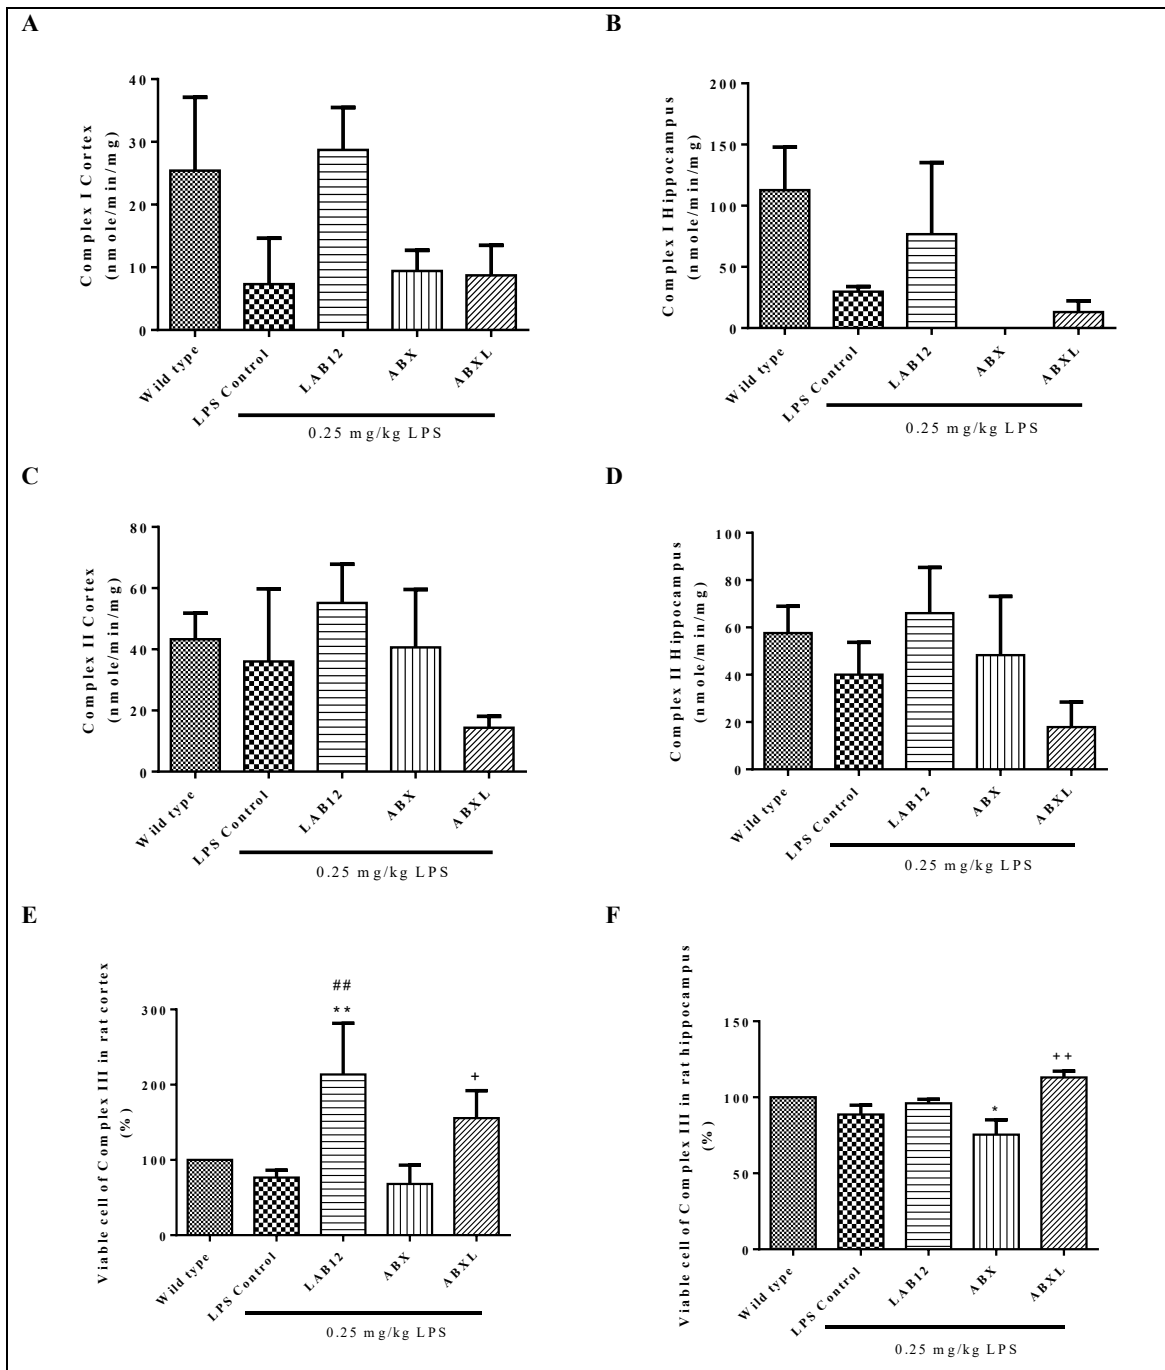 A
Complex I Cortex
(nmole/min/mg)
40
30
20
10
0
Wild type
LPS Control
LAB12
ABX
ABXL
0.25 mg/kg LPS
B
Complex I Hippocampus
(nmole/min/mg)
200
150
100
50
0
Wild type
LPS Control
LAB12
ABX
ABXL
0.25 mg/kg LPS
C
Complex II Cortex
(nmole/min/mg)
80
60
40
20
0
Wild type
LPS Control
LAB12
ABX
ABXL
0.25 mg/kg LPS
D
Complex II Hippocampus
(nmole/min/mg)
100
80
60
40
20
0
Wild type
LPS Control
LAB12
ABX
ABXL
0.25 mg/kg LPS
E
Viable cell of Complex III in rat cortex
(%)
300
200
100
0
##
**
+
Wild type
LPS Control
LAB12
ABX
ABXL
0.25 mg/kg LPS
F
Viable cell of Complex III in rat hippocampus
(%)
150
100
50
0
*
++
Wild type
LPS Control
LAB12
ABX
ABXL
0.25 mg/kg LPS